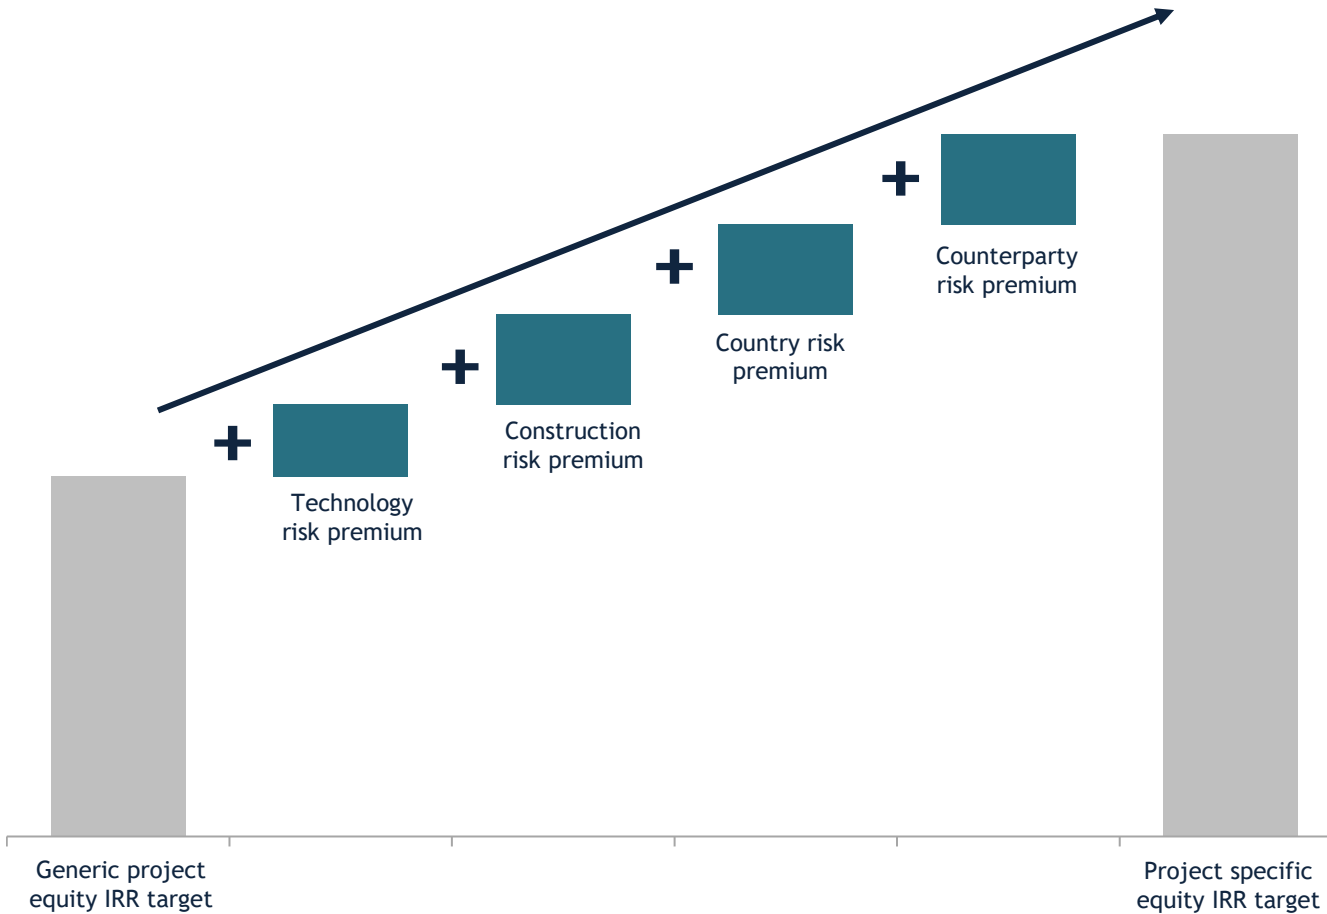 Counterparty
risk premium
Country risk
premium
Construction
risk premium
Technology
risk premium
Generic project
equity IRR target
Project specific
equity IRR target